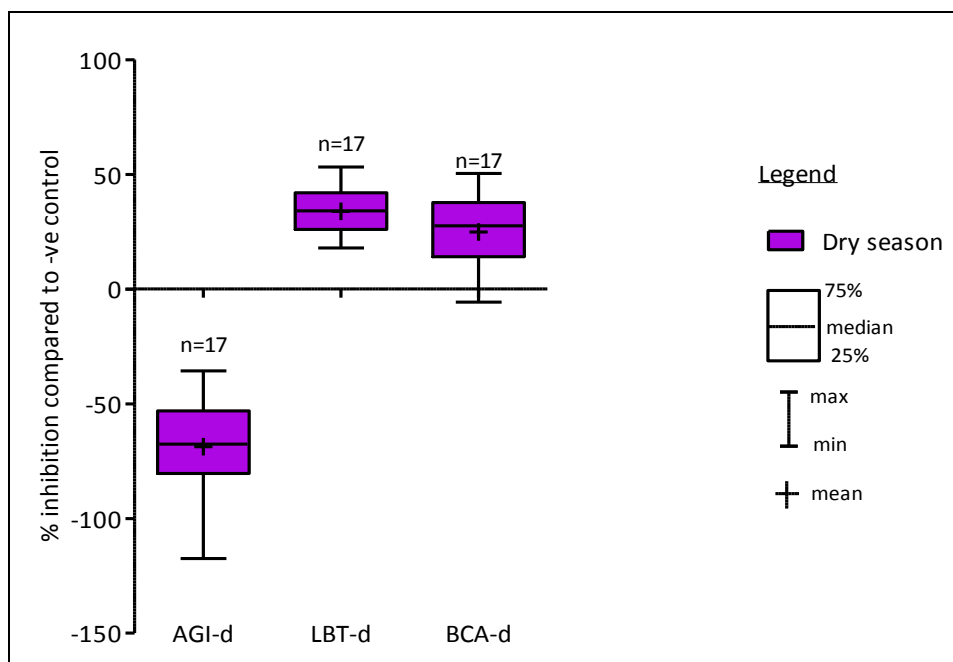 % inhibition compared to -ve control
100
50
0
-50
-100
-150
n=17
n=17
n=17
AGI-d
LBT-d
BCA-d
Legend
Dry season
75%
median
25%
max
min
mean